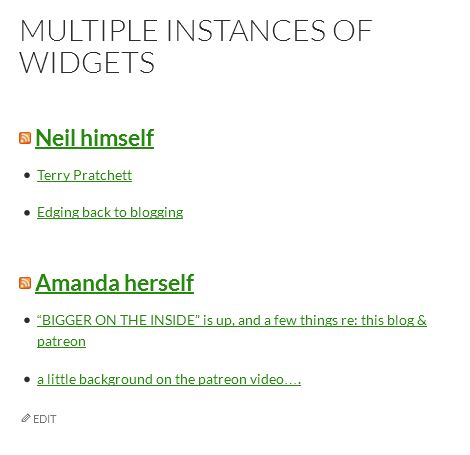 MULTIPLE INSTANCES OF
WIDGETS
Neil himself
Terry Pratchett
Edging back to blogging
Amanda herself
“BIGGER ON THE INSIDE” is up, and a few things re: this blog &
patreon
a little background on the patreon video….
EDIT